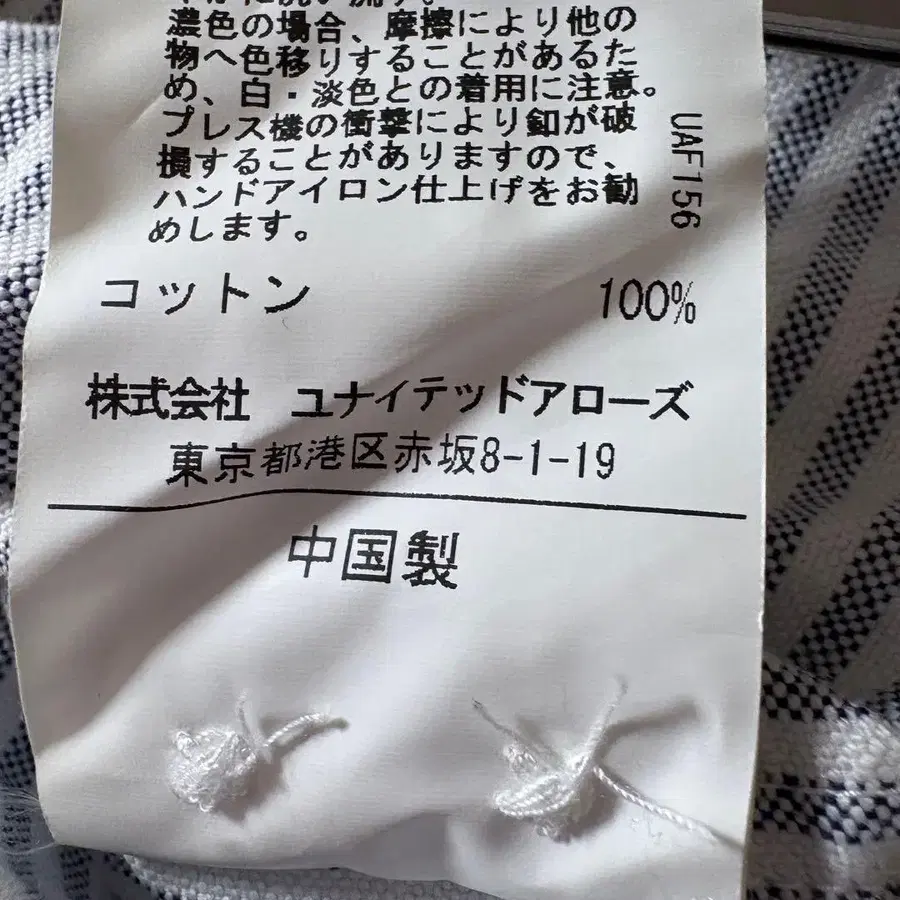 濃色の場合、摩擦により他の
物へ色移りすることがあるた
め、白・淡色との着用に注意。
プレス機の衝撃により釦が破
損することがありますので、
ハンドアイロン仕上げをお勧
めします。
UAF156
コットン 100%
株式会社 ユナイテッドアローズ
東京都港区赤坂8-1-19
中国製